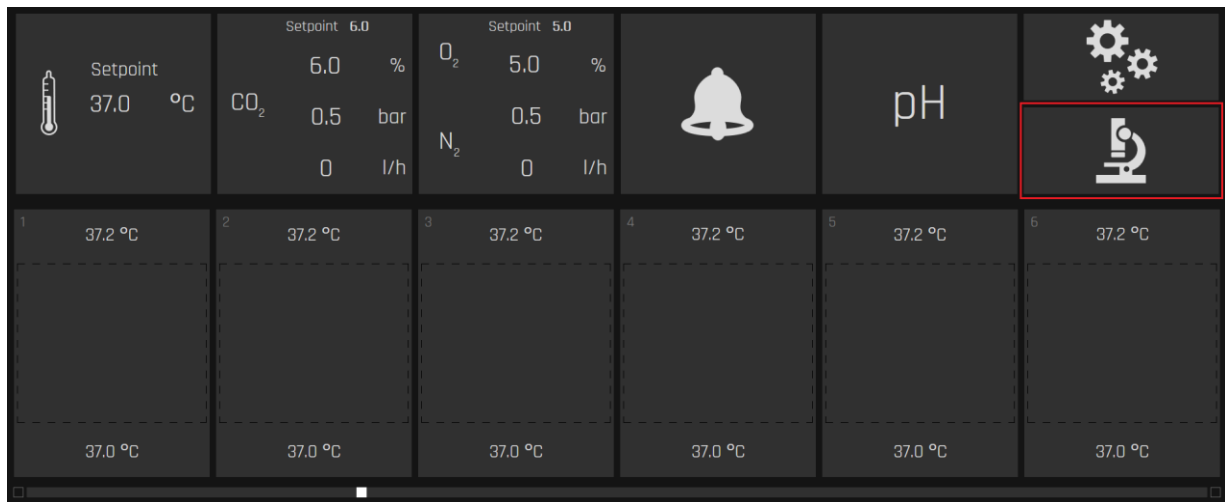 Setpoint
37.0 °C
Setpoint 6.0
CO₂
6.0 %
0.5 bar
0 l/h
Setpoint 5.0
O₂
5.0 %
N₂
0.5 bar
0 l/h
pH
1
37.2 °C
37.0 °C
2
37.2 °C
37.0 °C
3
37.2 °C
37.0 °C
4
37.2 °C
37.0 °C
5
37.2 °C
37.0 °C
6
37.2 °C
37.0 °C